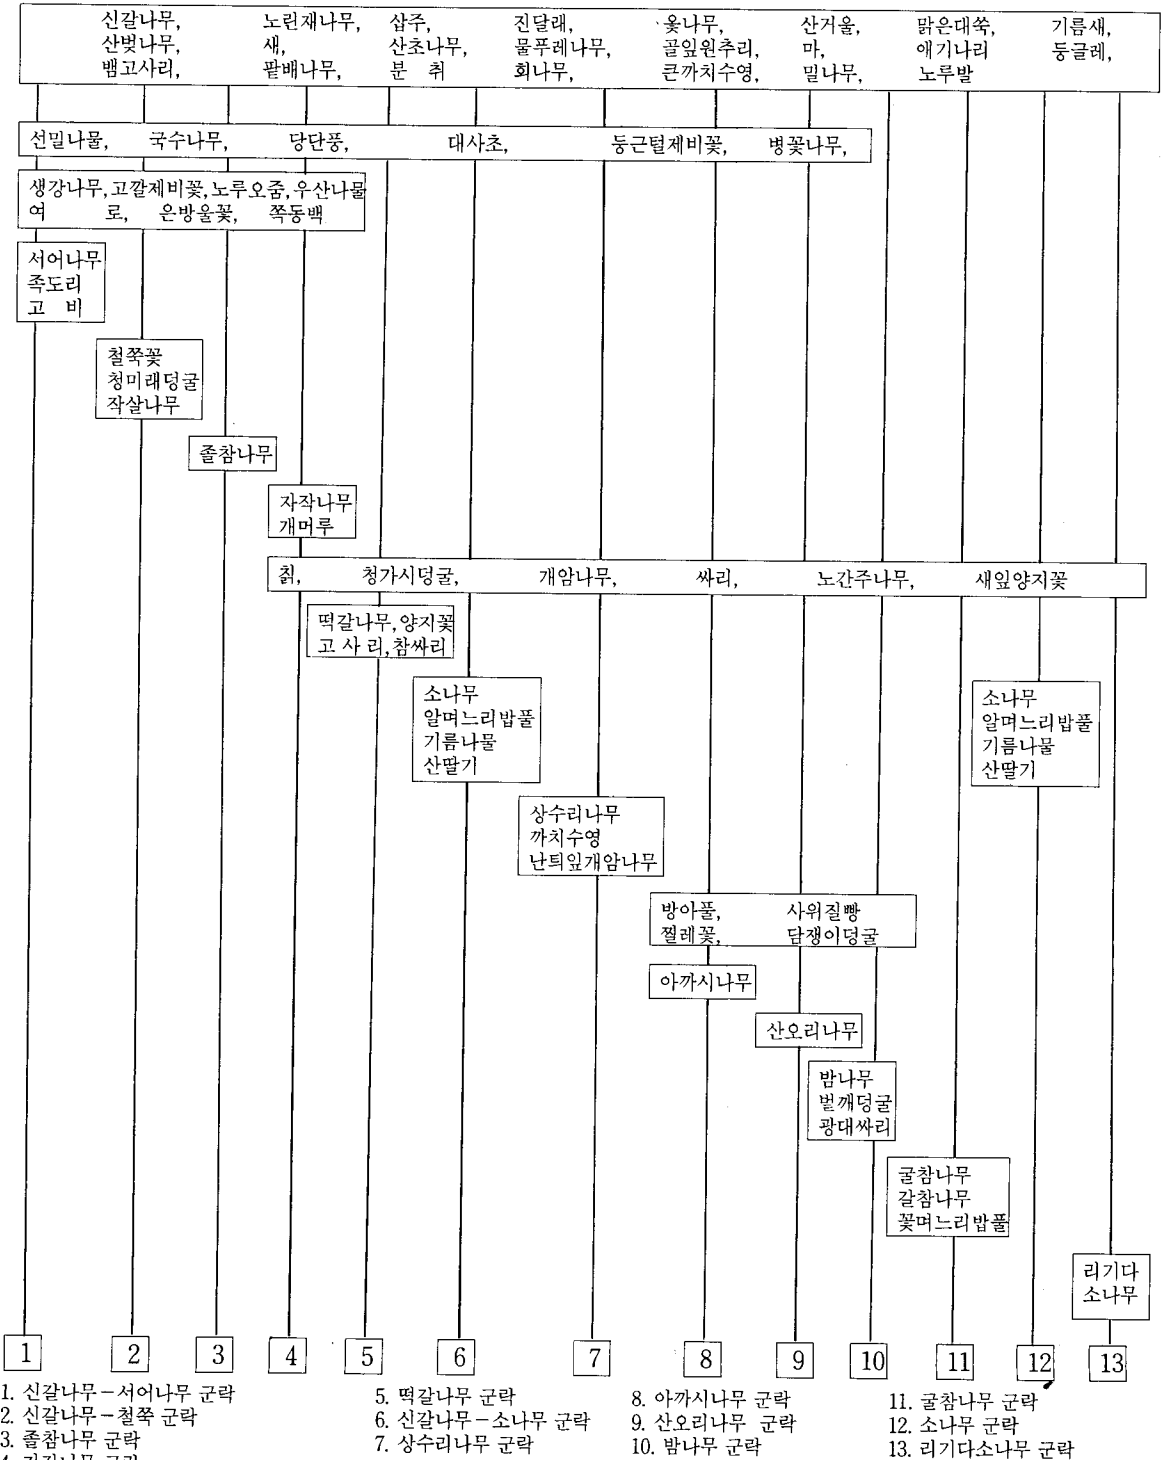 신갈나무, 노린재나무, 삽주, 진달래, 옻나무, 산거울, 맑은대쑥, 기름새,
산벚나무, 새, 산초나무, 물푸레나무, 골잎원추리, 마, 애기나리 둥글레,
뱀고사리, 팥배나무, 분 취 회나무, 큰까치수영, 밀나무, 노루발
선밀나물, 국수나무, 당단풍, 대사초, 둥근털제비꽃, 병꽃나무,
생강나무,고깔제비꽃,노루오줌,우산나물
여 로, 은방울꽃, 쪽동백
서어나무
족도리
고 비
철쭉꽃
청미래덩굴
작살나무
졸참나무
자작나무
개머루
칡, 청가시덩굴, 개암나무, 싸리, 노간주나무, 새잎양지꽃
떡갈나무,양지꽃
고 사 리,참싸리
소나무
알며느리밥풀
기름나물
산딸기
소나무
알며느리밥풀
기름나물
산딸기
상수리나무
까치수영
난티잎개암나무
방아풀, 사위질빵
찔레꽃, 담쟁이덩굴
아까시나무
산오리나무
밤나무
벌깨덩굴
광대싸리
굴참나무
갈참나무
꽃며느리밥풀
리기다
소나무
1 2 3 4 5 6 7 8 9 10 11 12 13
1. 신갈나무-서어나무 군락
2. 신갈나무-철쭉 군락
3. 졸참나무 군락
5. 떡갈나무 군락
6. 신갈나무-소나무 군락
7. 상수리나무 군락
8. 아까시나무 군락
9. 산오리나무 군락
10. 밤나무 군락
11. 굴참나무 군락
12. 소나무 군락
13. 리기다소나무 군락